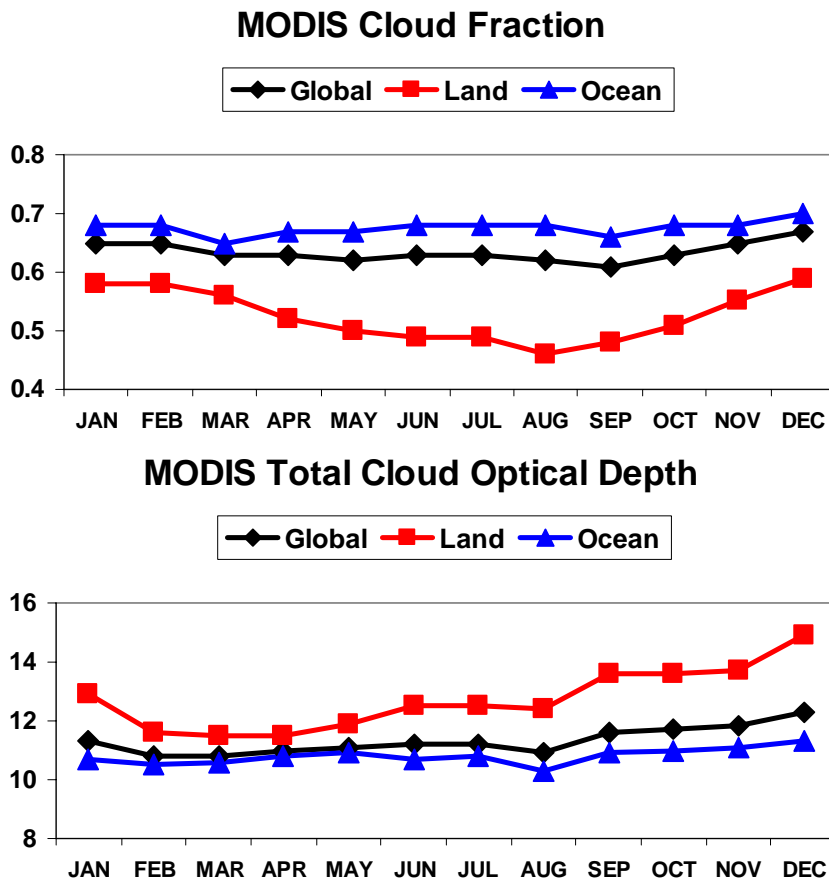 MODIS Cloud Fraction
Global Land Ocean
0.8
0.7
0.6
0.5
0.4
JAN FEB MAR APR MAY JUN JUL AUG SEP OCT NOV DEC
MODIS Total Cloud Optical Depth
Global Land Ocean
16
14
12
10
8
JAN FEB MAR APR MAY JUN JUL AUG SEP OCT NOV DEC